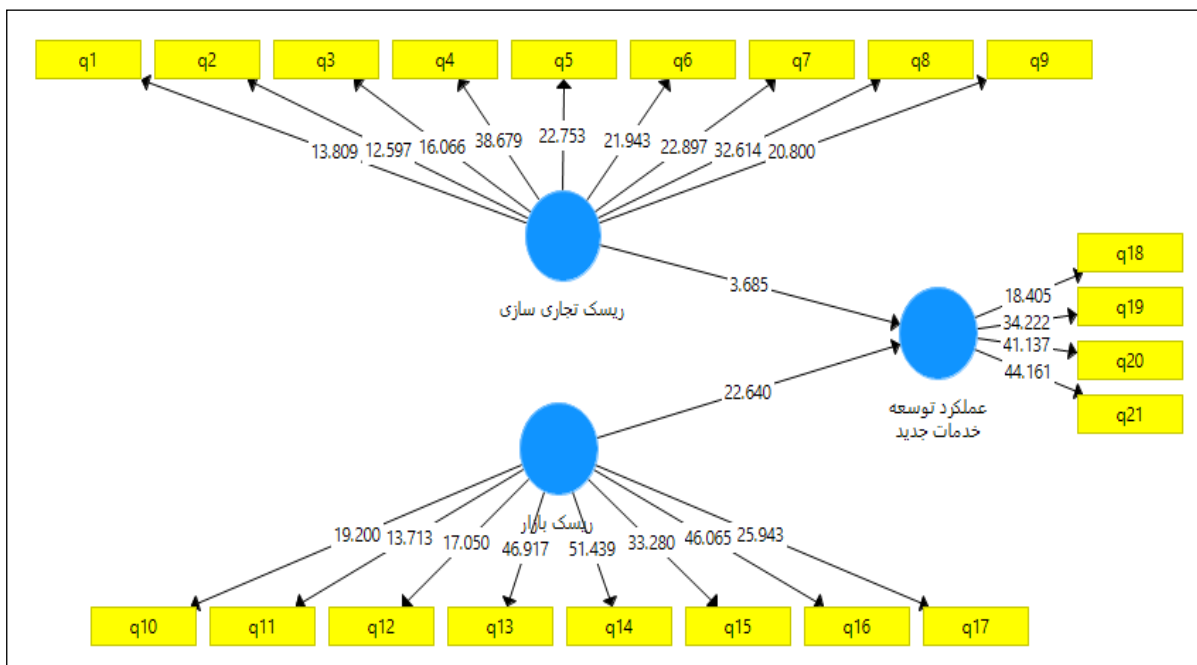 q1 q2 q3 q4 q5 q6 q7 q8 q9
13.809 12.597 16.066 38.679 22.753 21.943 22.897 32.614 20.800
ریسک تجاری سازی
3.685
q18
18.405
q19
34.222
q20
41.137
q21
44.161
عملکرد توسعه
خدمات جدید
22.640
ریسک بازار
19.200 13.713 17.050 46.917 51.439 33.280 46.065 25.943
q10 q11 q12 q13 q14 q15 q16 q17